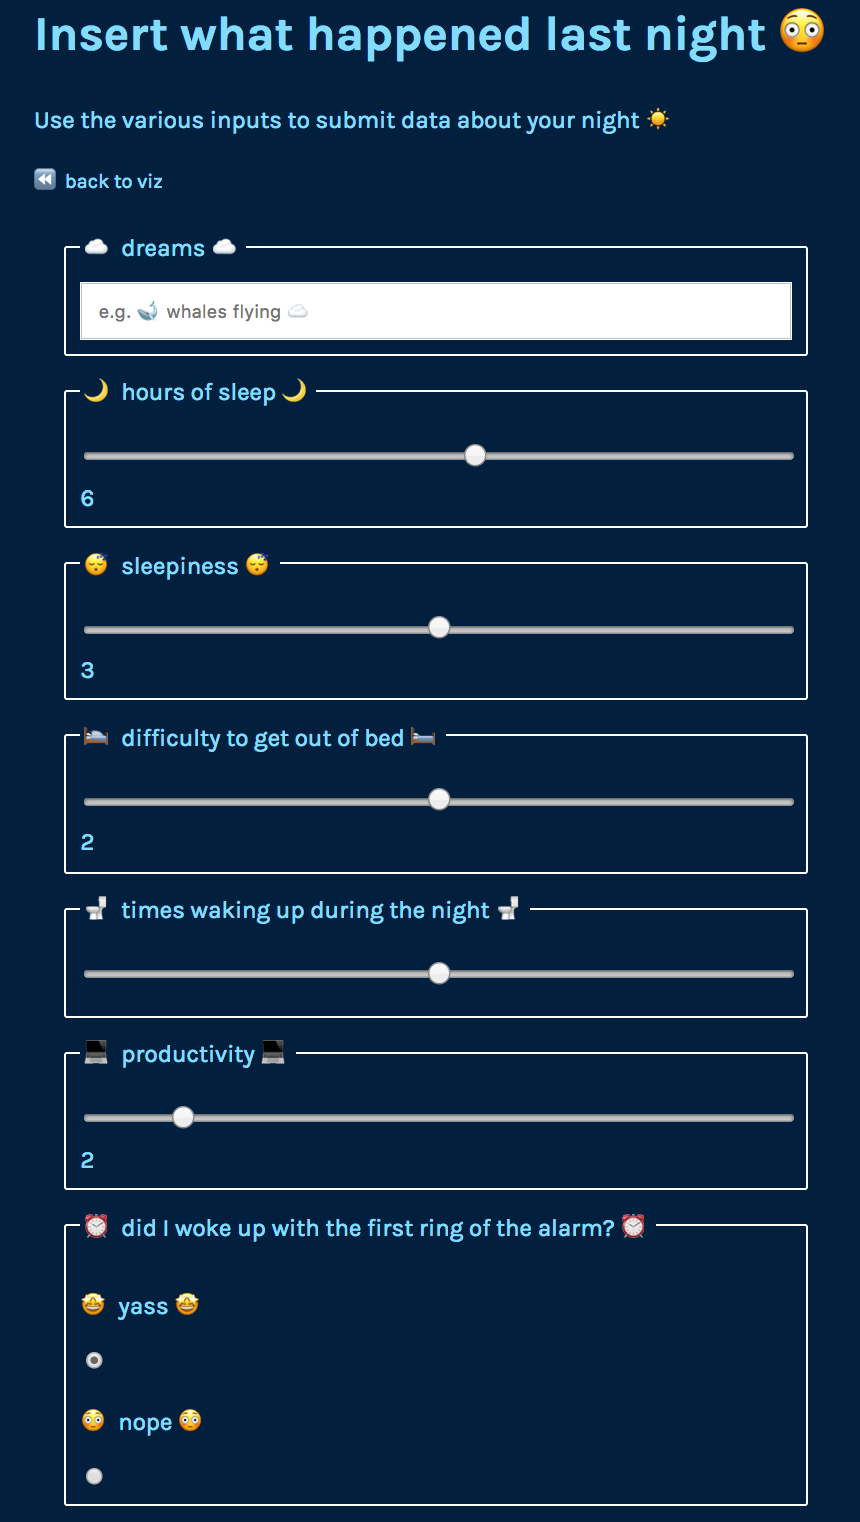 Insert what happened last night 😳
Use the various inputs to submit data about your night ☀️
⏪ back to viz
☁️ dreams ☁️
e.g. 🐋 whales flying ☁️
🌙 hours of sleep 🌙
6
😴 sleepiness 😴
3
🛌 difficulty to get out of bed 🛏️
2
🚽 times waking up during the night 🚽
💻 productivity 💻
2
⏰ did I woke up with the first ring of the alarm? ⏰
🤩 yass 🤩
😳 nope 😳